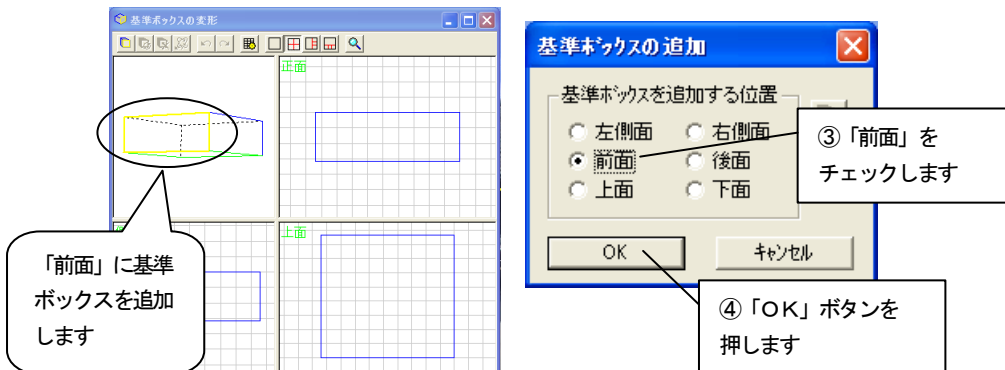 基準ボックスの変形
正面
上面
「前面」に基準
ボックスを追加
します
基準ボックスの追加
基準ボックスを追加する位置
左側面 右側面
前面 後面
上面 下面
OK キャンセル
③「前面」を
チェックします
④「ＯＫ」ボタンを
押します